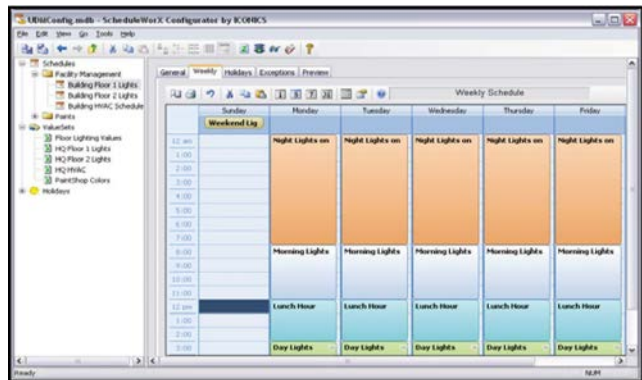 UDMConfig.mdb - ScheduleWorX Configurator by ICONICS
File Edit View Go Tools Help
Schedules
Facility Management
Building Floor 1 Lights
Building Floor 2 Lights
Building HVAC Schedule
Paints
ValueSets
Floor Lighting Values
HQ Floor 1 Lights
HQ Floor 2 Lights
HQ HVAC
PaintShop Colors
Holidays
General Weekly Holidays Exceptions Preview
Weekly Schedule
Sunday Monday Tuesday Wednesday Thursday Friday
Weekend Lig
12 am Night Lights on Night Lights on Night Lights on Night Lights on Night Lights on
1:00
2:00
3:00
4:00
5:00
6:00
7:00
8:00 Morning Lights Morning Lights Morning Lights Morning Lights Morning Lights
9:00
10:00
11:00
12 pm Lunch Hour Lunch Hour Lunch Hour Lunch Hour Lunch Hour
1:00
2:00
3:00 Day Lights Day Lights Day Lights Day Lights Day Lights
Ready NUM